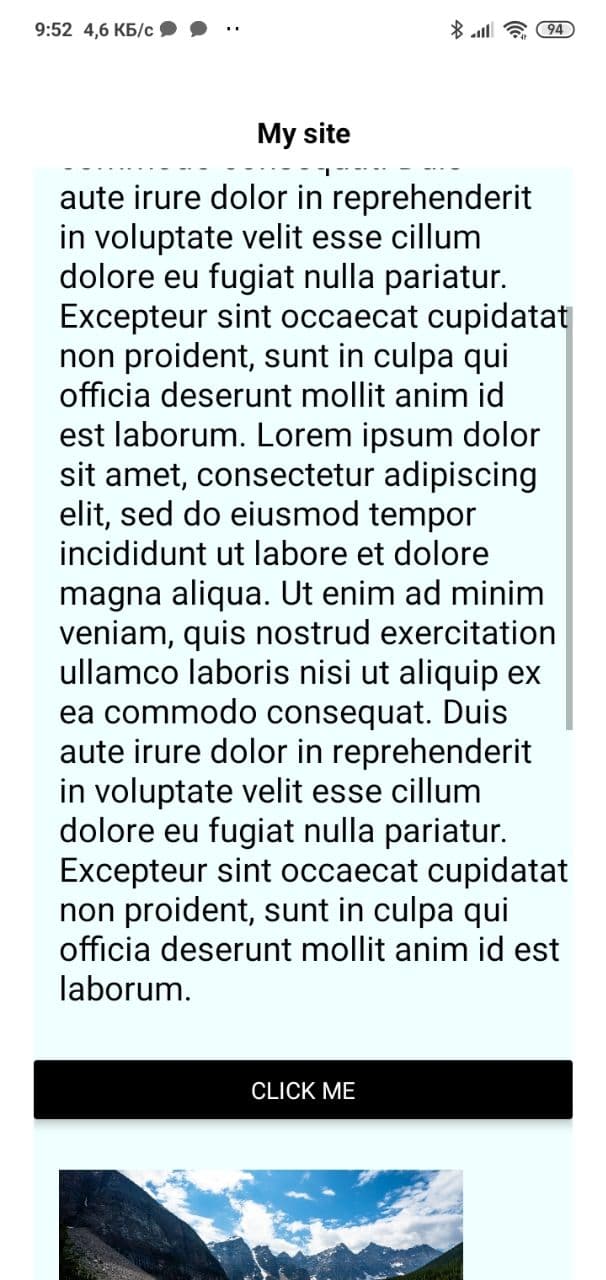 9:52 4,6 КБ/с
94
My site
aute irure dolor in reprehenderit
in voluptate velit esse cillum
dolore eu fugiat nulla pariatur.
Excepteur sint occaecat cupidatat
non proident, sunt in culpa qui
officia deserunt mollit anim id
est laborum. Lorem ipsum dolor
sit amet, consectetur adipiscing
elit, sed do eiusmod tempor
incididunt ut labore et dolore
magna aliqua. Ut enim ad minim
veniam, quis nostrud exercitation
ullamco laboris nisi ut aliquip ex
ea commodo consequat. Duis
aute irure dolor in reprehenderit
in voluptate velit esse cillum
dolore eu fugiat nulla pariatur.
Excepteur sint occaecat cupidatat
non proident, sunt in culpa qui
officia deserunt mollit anim id est
laborum.
CLICK ME